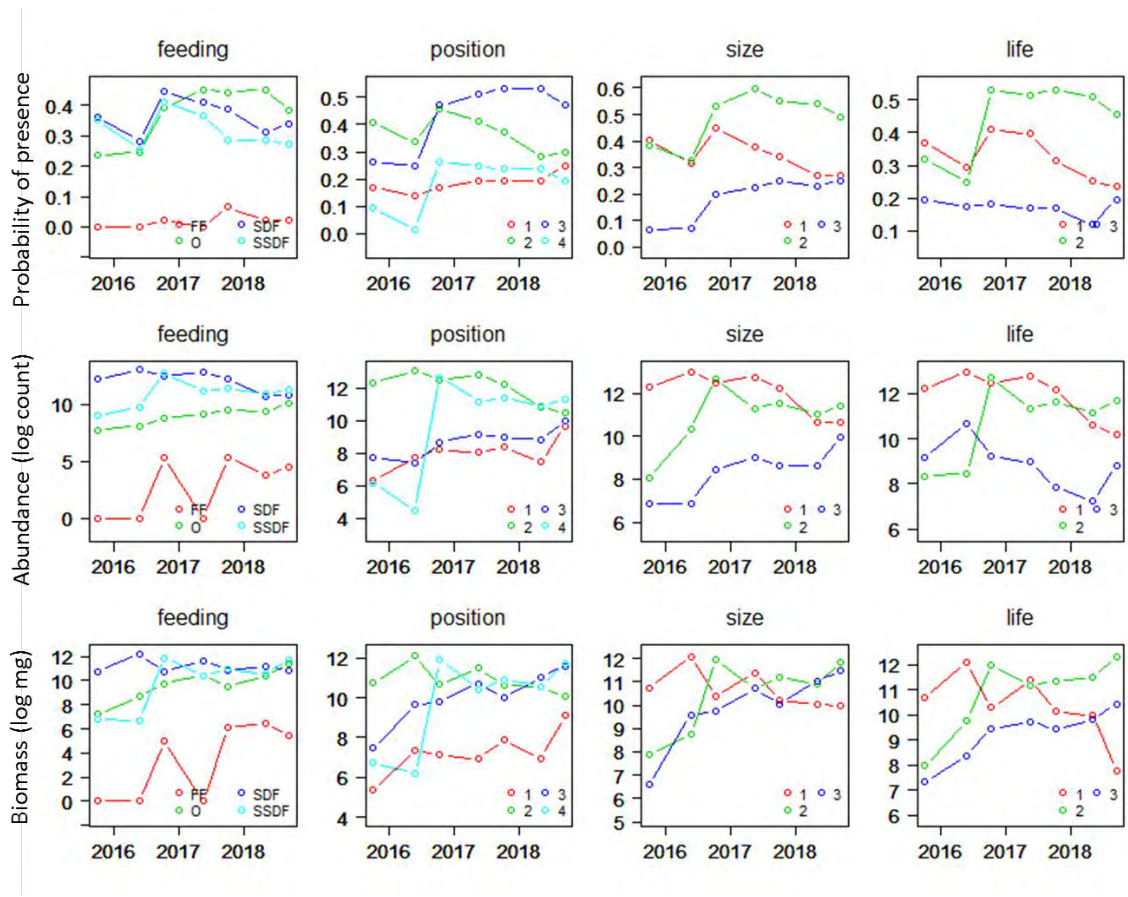 feeding position size life
Probability of presence
0.4 0.3 0.2 0.1 0.0
FF SDF
O SSDF
2016 2017 2018
0.5 0.4 0.3 0.2 0.1 0.0
1 3
2 4
2016 2017 2018
0.6 0.5 0.4 0.3 0.2 0.1 0.0
1 3
2
2016 2017 2018
0.5 0.4 0.3 0.2 0.1
1 3
2
2016 2017 2018
feeding position size life
Abundance (log count)
10 5 0
FF SDF
O SSDF
2016 2017 2018
12 10 8 6 4
1 3
2 4
2016 2017 2018
12 10 8 6
1 3
2
2016 2017 2018
12 10 8 6
1 3
2
2016 2017 2018
feeding position size life
Biomass (log mg)
12 10 8 6 4 2 0
FF SDF
O SSDF
2016 2017 2018
12 10 8 6 4
1 3
2 4
2016 2017 2018
12 11 10 9 8 7 6 5
1 3
2
2016 2017 2018
12 11 10 9 8 7 6
1 3
2
2016 2017 2018